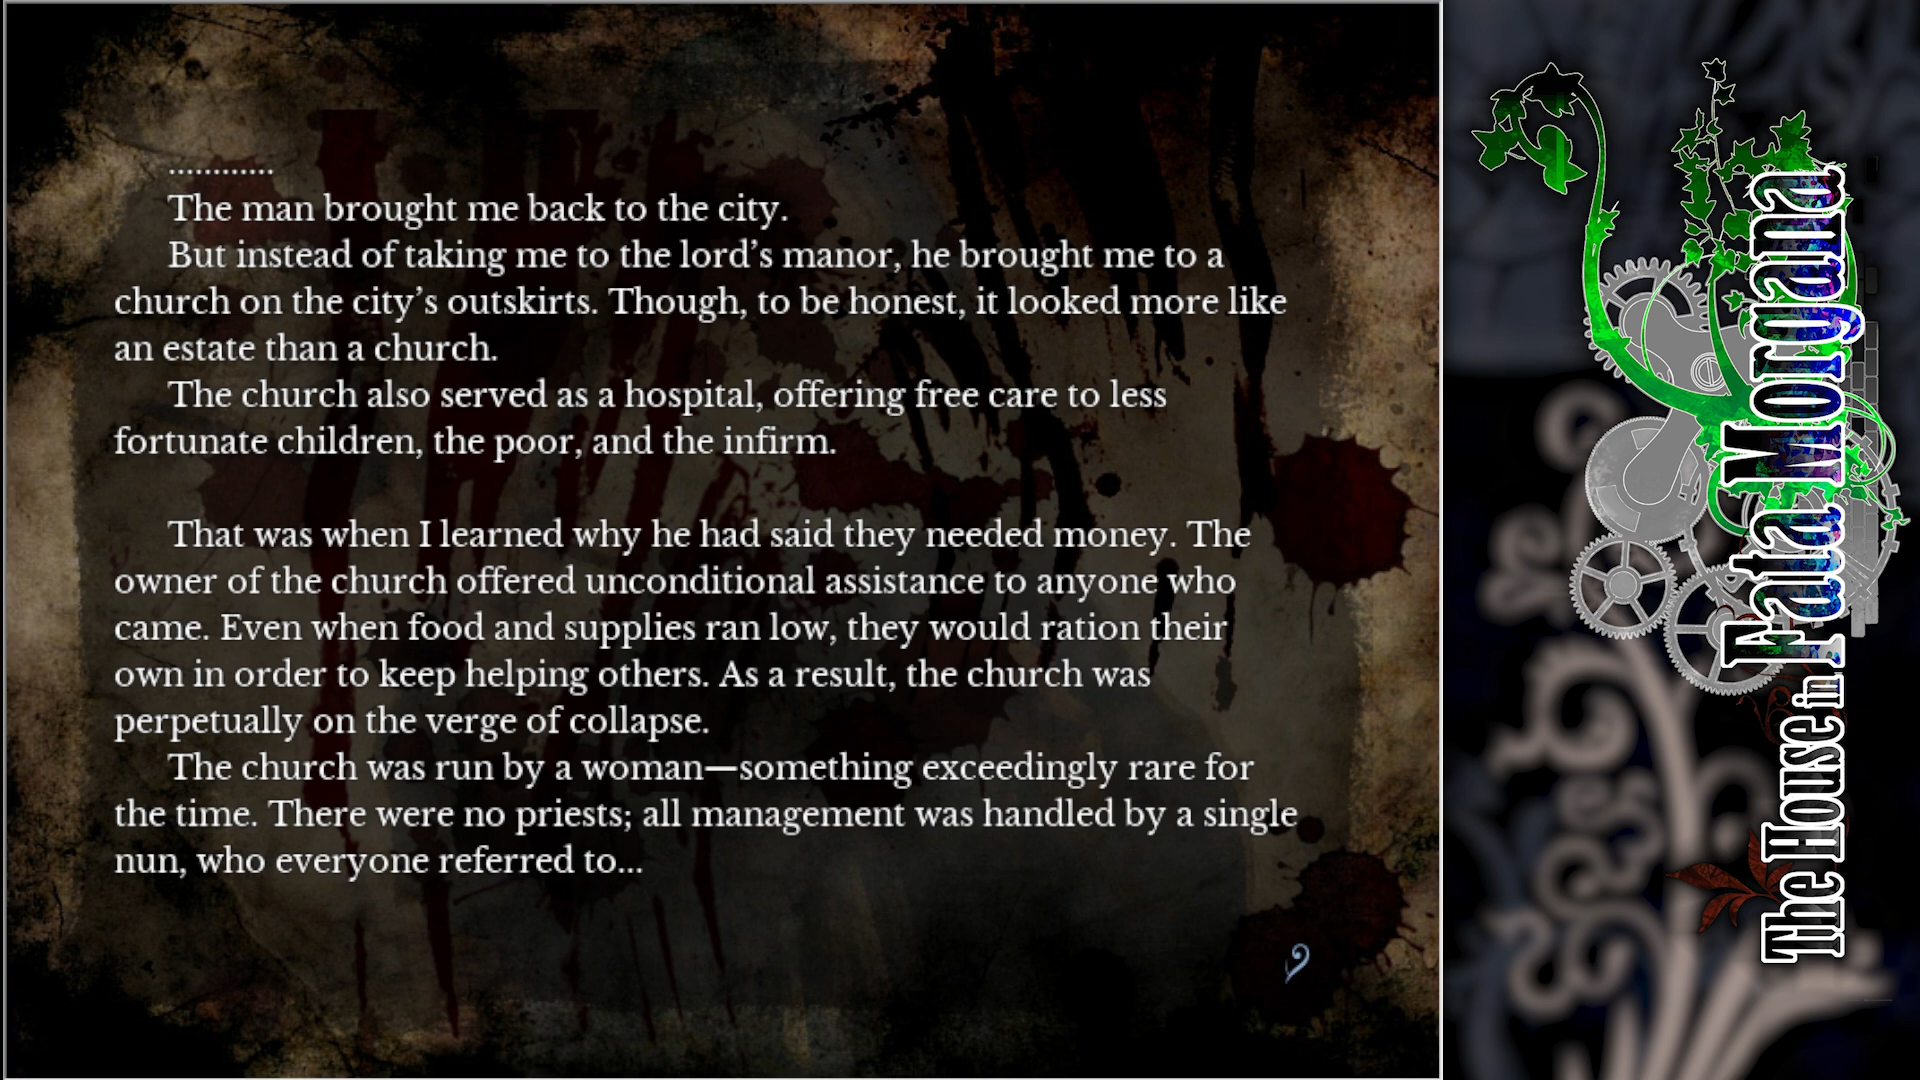 ............
The man brought me back to the city.
But instead of taking me to the lord’s manor, he brought me to a
church on the city’s outskirts. Though, to be honest, it looked more like
an estate than a church.
The church also served as a hospital, offering free care to less
fortunate children, the poor, and the infirm.
That was when I learned why he had said they needed money. The
owner of the church offered unconditional assistance to anyone who
came. Even when food and supplies ran low, they would ration their
own in order to keep helping others. As a result, the church was
perpetually on the verge of collapse.
The church was run by a woman—something exceedingly rare for
the time. There were no priests; all management was handled by a single
nun, who everyone referred to...
The House in Fata Morgana